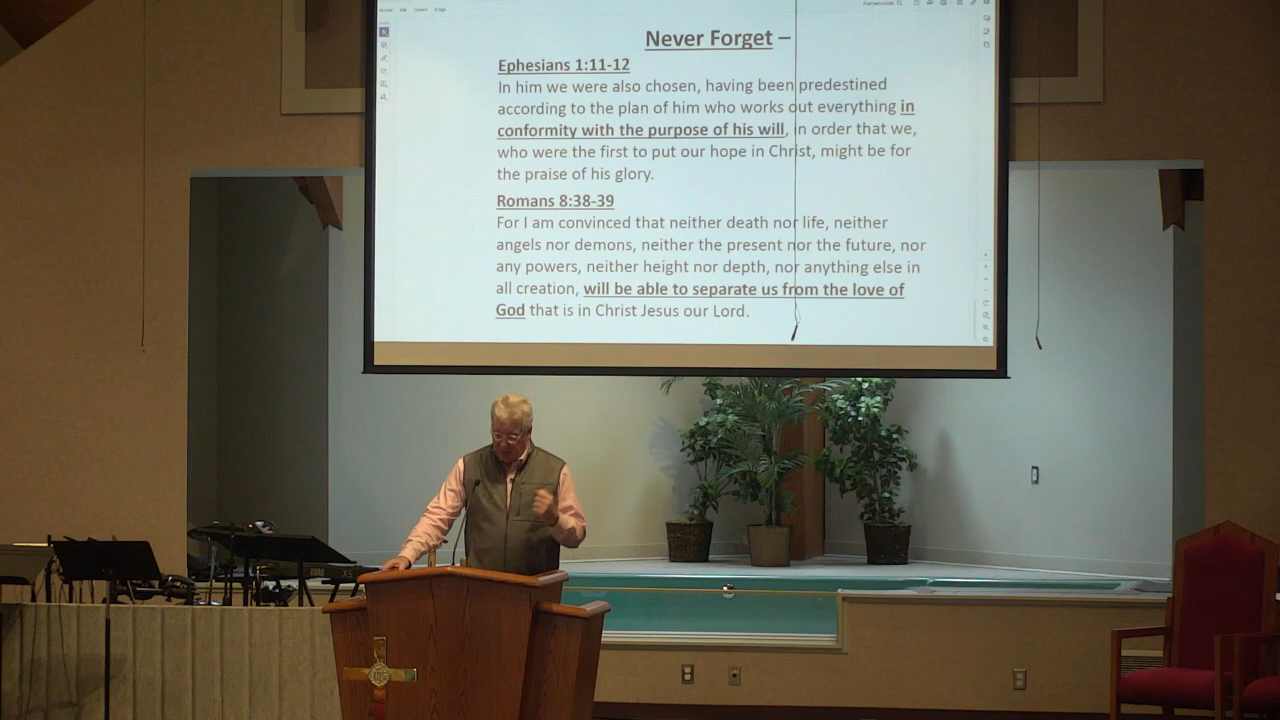 Never Forget –
Ephesians 1:11-12
In him we were also chosen, having been predestined
according to the plan of him who works out everything in
conformity with the purpose of his will, in order that we,
who were the first to put our hope in Christ, might be for
the praise of his glory.
Romans 8:38-39
For I am convinced that neither death nor life, neither
angels nor demons, neither the present nor the future, nor
any powers, neither height nor depth, nor anything else in
all creation, will be able to separate us from the love of
God that is in Christ Jesus our Lord.